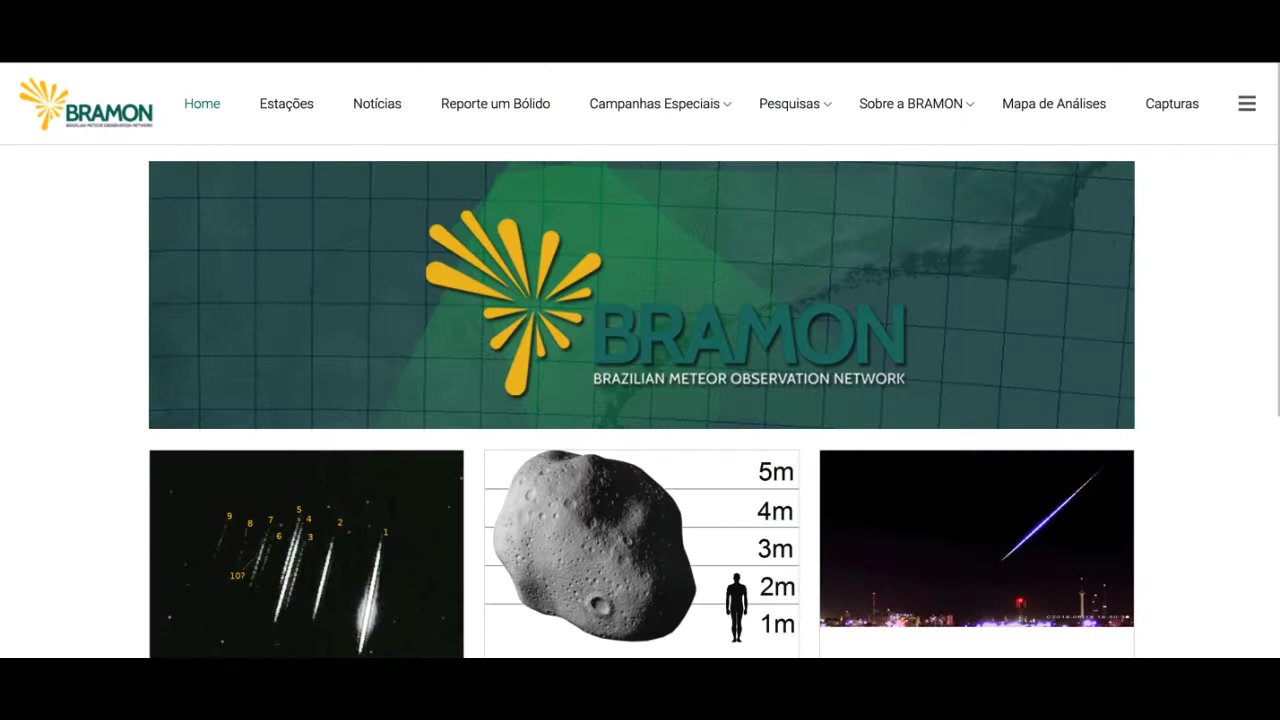 BRAMON
BRAZILIAN METEOR OBSERVATION NETWORK
Home
Estações
Notícias
Reporte um Bólido
Campanhas Especiais
Pesquisas
Sobre a BRAMON
Mapa de Análises
Capturas
BRAMON
BRAZILIAN METEOR OBSERVATION NETWORK
9
8
7
6
5
4
3
2
1
10?
5m
4m
3m
2m
1m